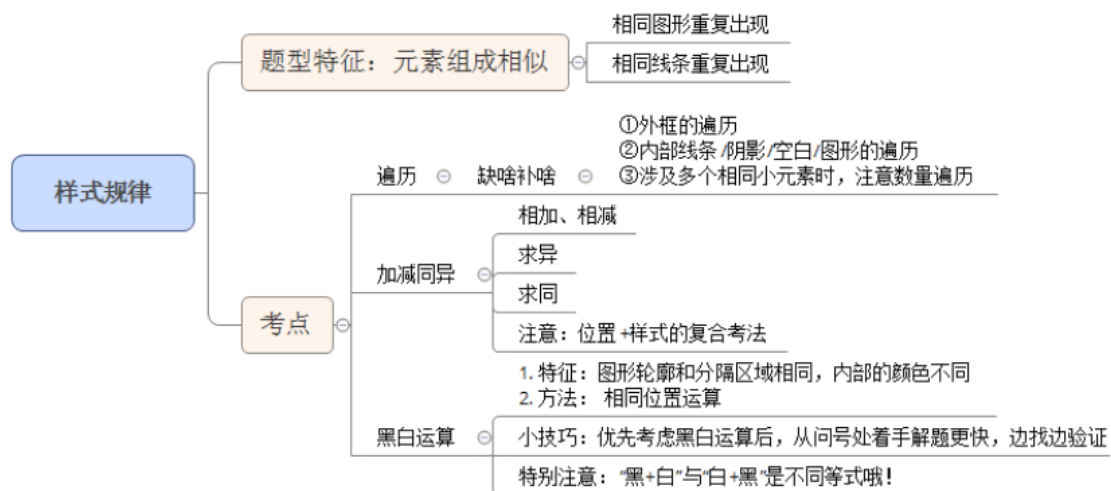 样式规律
题型特征：元素组成相似
相同图形重复出现
相同线条重复出现
考点
遍历
缺啥补啥
①外框的遍历
②内部线条/阴影/空白/图形的遍历
③涉及多个相同小元素时，注意数量遍历
加减同异
相加、相减
求异
求同
注意：位置+样式的复合考法
黑白运算
1. 特征：图形轮廓和分隔区域相同，内部的颜色不同
2. 方法： 相同位置运算
小技巧：优先考虑黑白运算后，从问号处着手解题更快，边找边验证
特别注意：“黑+白”与“白+黑”是不同等式哦！